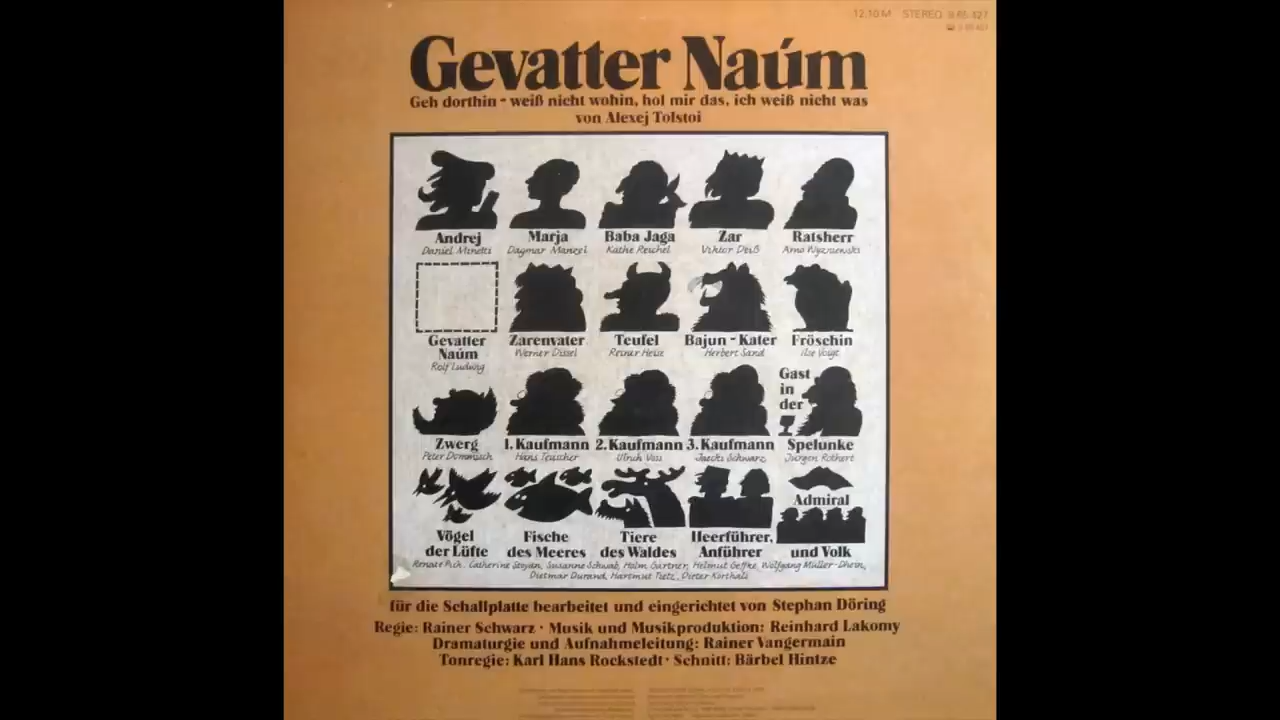 12,10 M STEREO 8 65 427
Gevatter Naúm
Geh dorthin - weiß nicht wohin, hol mir das, ich weiß nicht was
von Alexej Tolstoi
Andrej Marja Baba Jaga Zar Ratsherr
Daniel Minetti Dagmar Manzel Käthe Reichel Viktor Deiß Arno Wyzniewski
Gevatter Naúm Zarenvater Teufel Bajun - Kater Fröschin
Rolf Ludwig Werner Dissel Reiner Heise Herbert Sand Ilse Voigt
Gast
in
der
Zwerg 1. Kaufmann 2. Kaufmann 3. Kaufmann Spelunke
Peter Dommisch Hans Teuscher Ulrich Voss Jaecki Schwarz Jürgen Rothert
Admiral
Vögel Fische Tiere Heerführer,
der Lüfte des Meeres des Waldes Anführer und Volk
Renate Pick, Catherine Stoyan, Susanne Schwab, Holm Gärtner, Helmut Geffke, Wolfgang Müller-Dhein,
Dietmar Durand, Hartmut Tietz, Dieter Korthals
für die Schallplatte bearbeitet und eingerichtet von Stephan Döring
Regie: Rainer Schwarz · Musik und Musikproduktion: Reinhard Lakomy
Dramaturgie und Aufnahmeleitung: Rainer Vangermain
Tonregie: Karl Hans Rockstedt · Schnitt: Bärbel Hintze